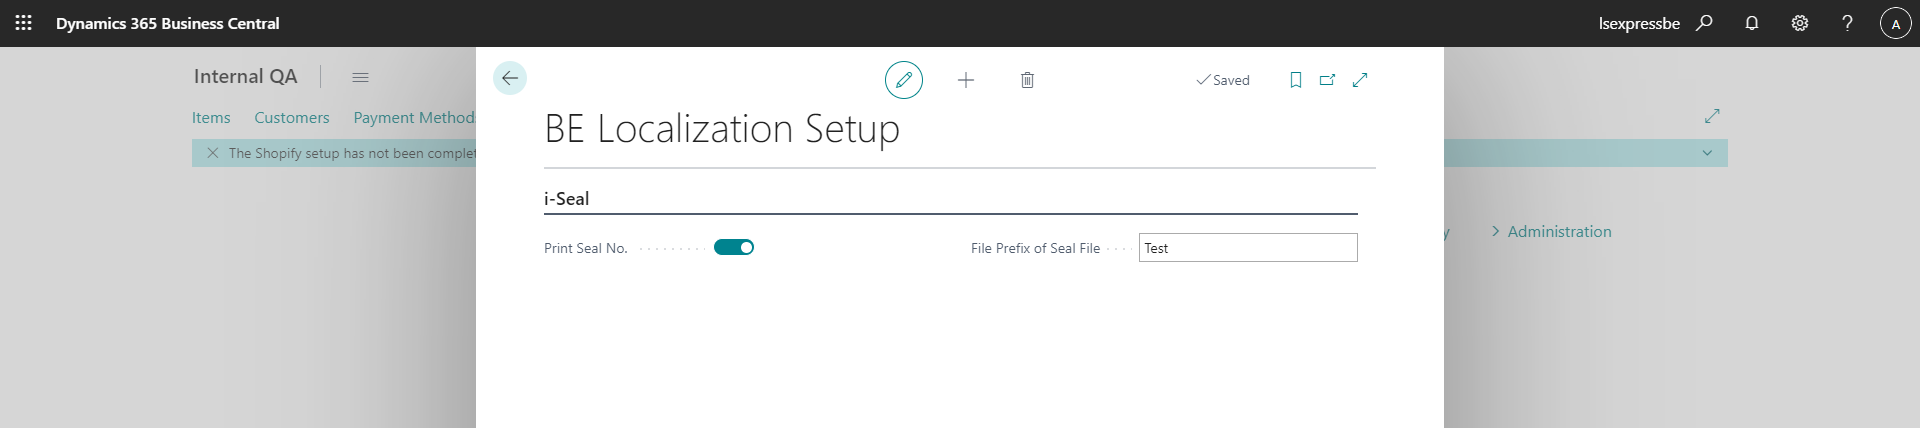 Dynamics 365 Business Central
lsexpressbe
A
Internal QA
Saved
Items Customers Payment Method
BE Localization Setup
The Shopify setup has not been complet
i-Seal
Administration
Print Seal No.
File Prefix of Seal File
Test